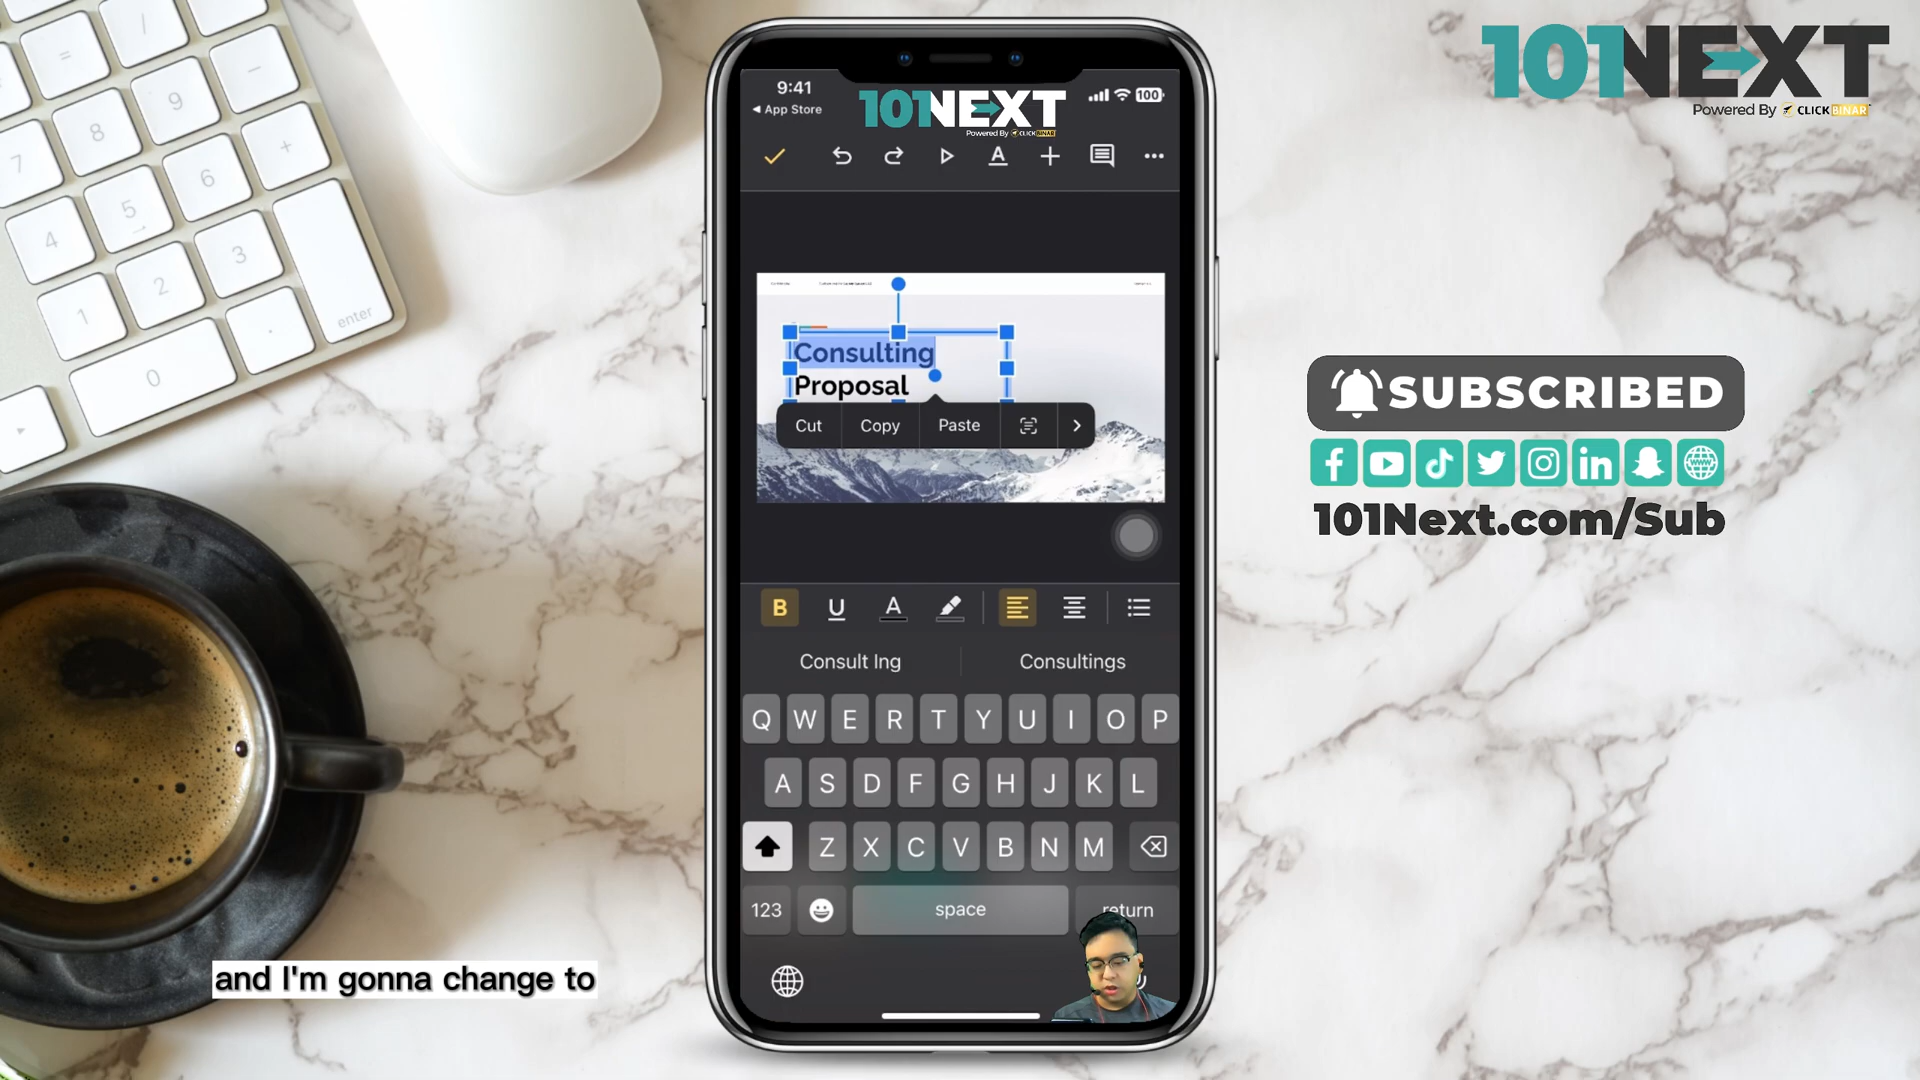 =
/
-
7
8
9
+
4
5
6
1
2
3
enter
0
.
101NEXT
Powered By CLICKBINAR
9:41
100
App Store
101NEXT
Powered By CLICKBINAR
A
Consulting
Proposal
Cut
Copy
Paste
SUBSCRIBED
101Next.com/Sub
B U A
Consult Ing
Consultings
Q W E R T Y U I O P
A S D F G H J K L
Z X C V B N M
123
space
return
and I'm gonna change to